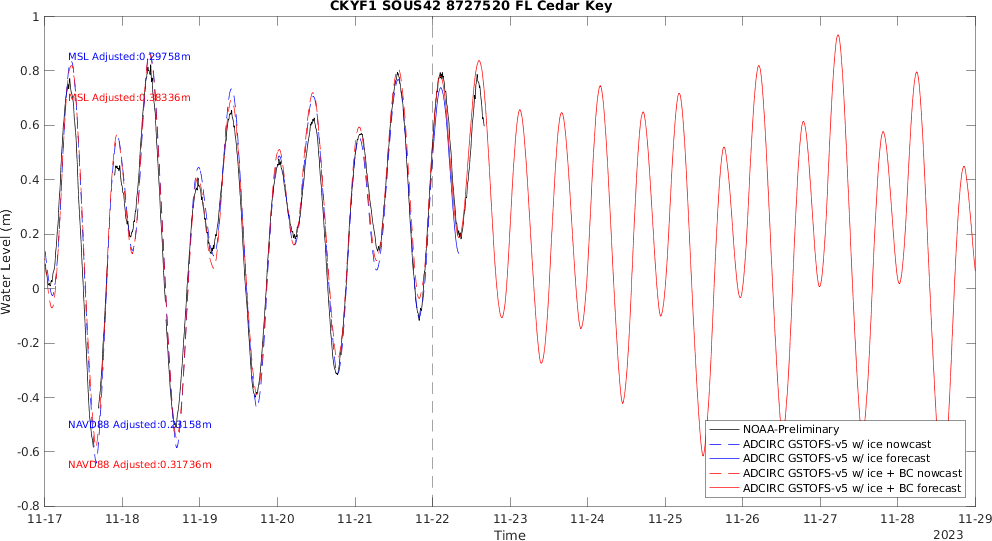 CKYF1 SOUS42 8727520 FL Cedar Key
Water Level (m)
1
0.8
0.6
0.4
0.2
0
-0.2
-0.4
-0.6
-0.8
MSL Adjusted:0.29758m
MSL Adjusted:0.38336m
NAVD88 Adjusted:0.23158m
NAVD88 Adjusted:0.31736m
NOAA-Preliminary
ADCIRC GSTOFS-v5 w/ ice nowcast
ADCIRC GSTOFS-v5 w/ ice forecast
ADCIRC GSTOFS-v5 w/ ice + BC nowcast
ADCIRC GSTOFS-v5 w/ ice + BC forecast
11-17 11-18 11-19 11-20 11-21 11-22 11-23 11-24 11-25 11-26 11-27 11-28 11-29
Time
2023